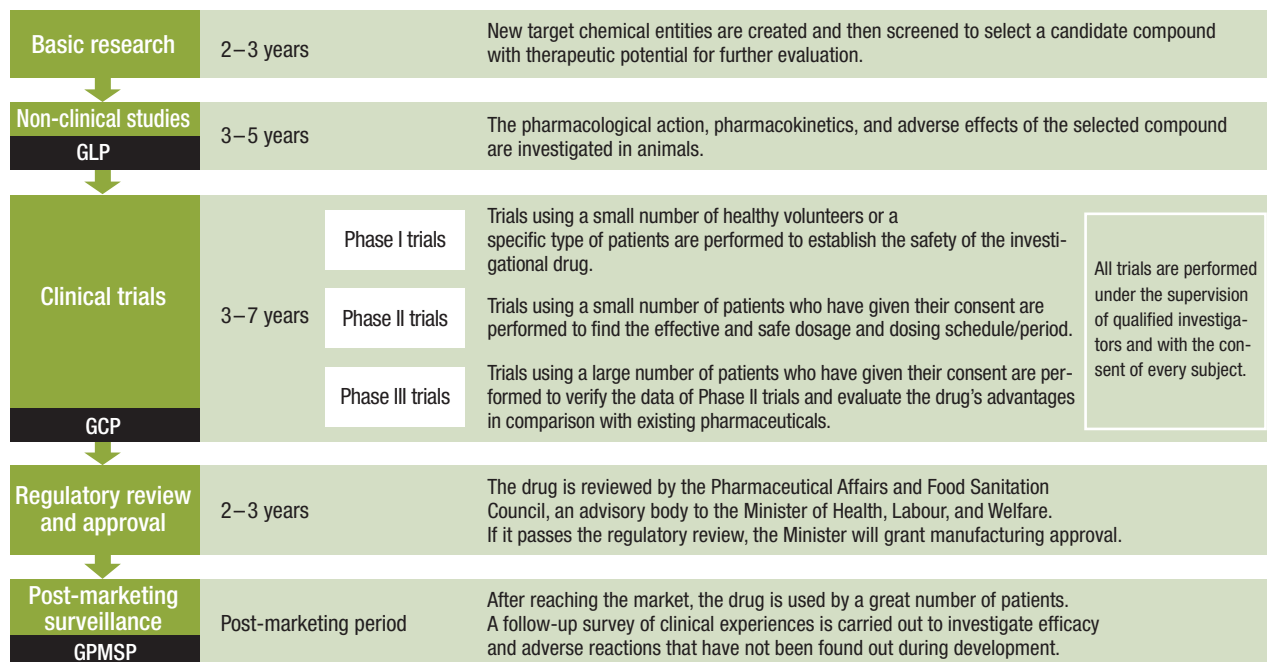 Basic research
2–3 years
New target chemical entities are created and then screened to select a candidate compound
with therapeutic potential for further evaluation.
Non-clinical studies
GLP
3–5 years
The pharmacological action, pharmacokinetics, and adverse effects of the selected compound
are investigated in animals.
Clinical trials
GCP
3–7 years
Phase I trials
Trials using a small number of healthy volunteers or a
specific type of patients are performed to establish the safety of the investi-
gational drug.
Phase II trials
Trials using a small number of patients who have given their consent are
performed to find the effective and safe dosage and dosing schedule/period.
Phase III trials
Trials using a large number of patients who have given their consent are per-
formed to verify the data of Phase II trials and evaluate the drug's advantages
in comparison with existing pharmaceuticals.
All trials are performed
under the supervision
of qualified investiga-
tors and with the con-
sent of every subject.
Regulatory review
and approval
2–3 years
The drug is reviewed by the Pharmaceutical Affairs and Food Sanitation
Council, an advisory body to the Minister of Health, Labour, and Welfare.
If it passes the regulatory review, the Minister will grant manufacturing approval.
Post-marketing
surveillance
GPMSP
Post-marketing period
After reaching the market, the drug is used by a great number of patients.
A follow-up survey of clinical experiences is carried out to investigate efficacy
and adverse reactions that have not been found out during development.